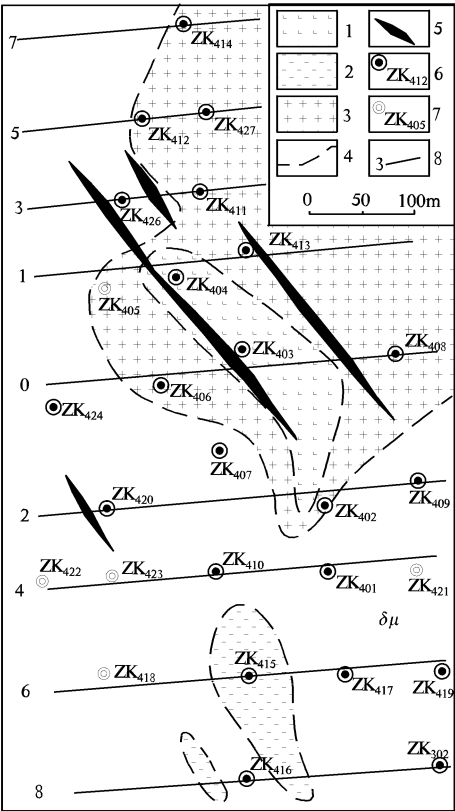 7
ZK414
1
5
2
ZK412
6
3
ZK405
7
4
3
8
0 50 100m
5
ZK412
ZK427
3
ZK426
ZK411
ZK413
1
ZK404
ZK405
ZK403
ZK408
0
ZK406
ZK424
ZK407
ZK420
ZK409
2
ZK402
ZK422
ZK423
ZK410
ZK401
ZK421
4
δμ
ZK418
ZK415
ZK417
ZK419
6
ZK416
ZK302
8